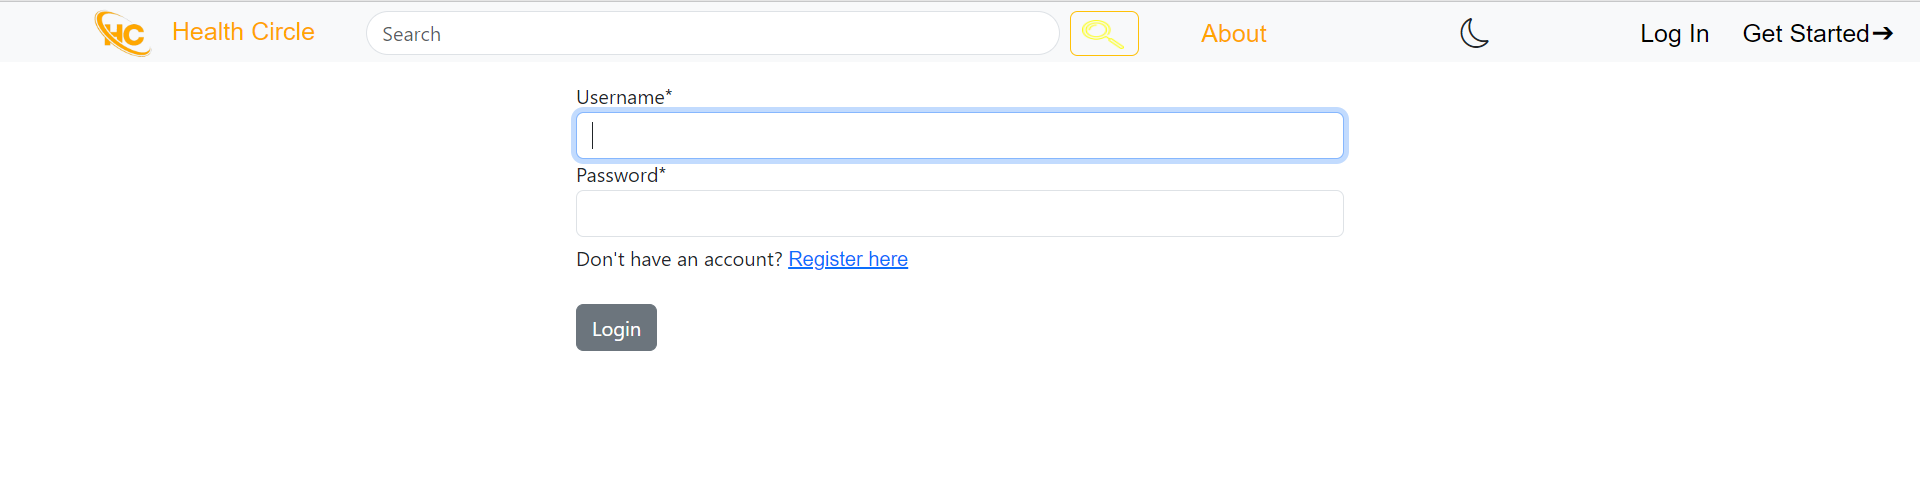 HC Health Circle Search About Log In Get Started➔
Username*
Password*
Don't have an account? Register here
Login